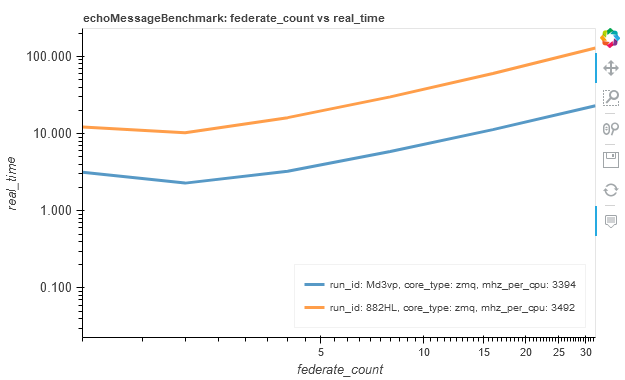 echoMessageBenchmark: federate_count vs real_time
100.000
10.000
1.000
0.100
real_time
run_id: Md3vp, core_type: zmq, mhz_per_cpu: 3394
run_id: 882HL, core_type: zmq, mhz_per_cpu: 3492
5 10 15 20 25 30
federate_count